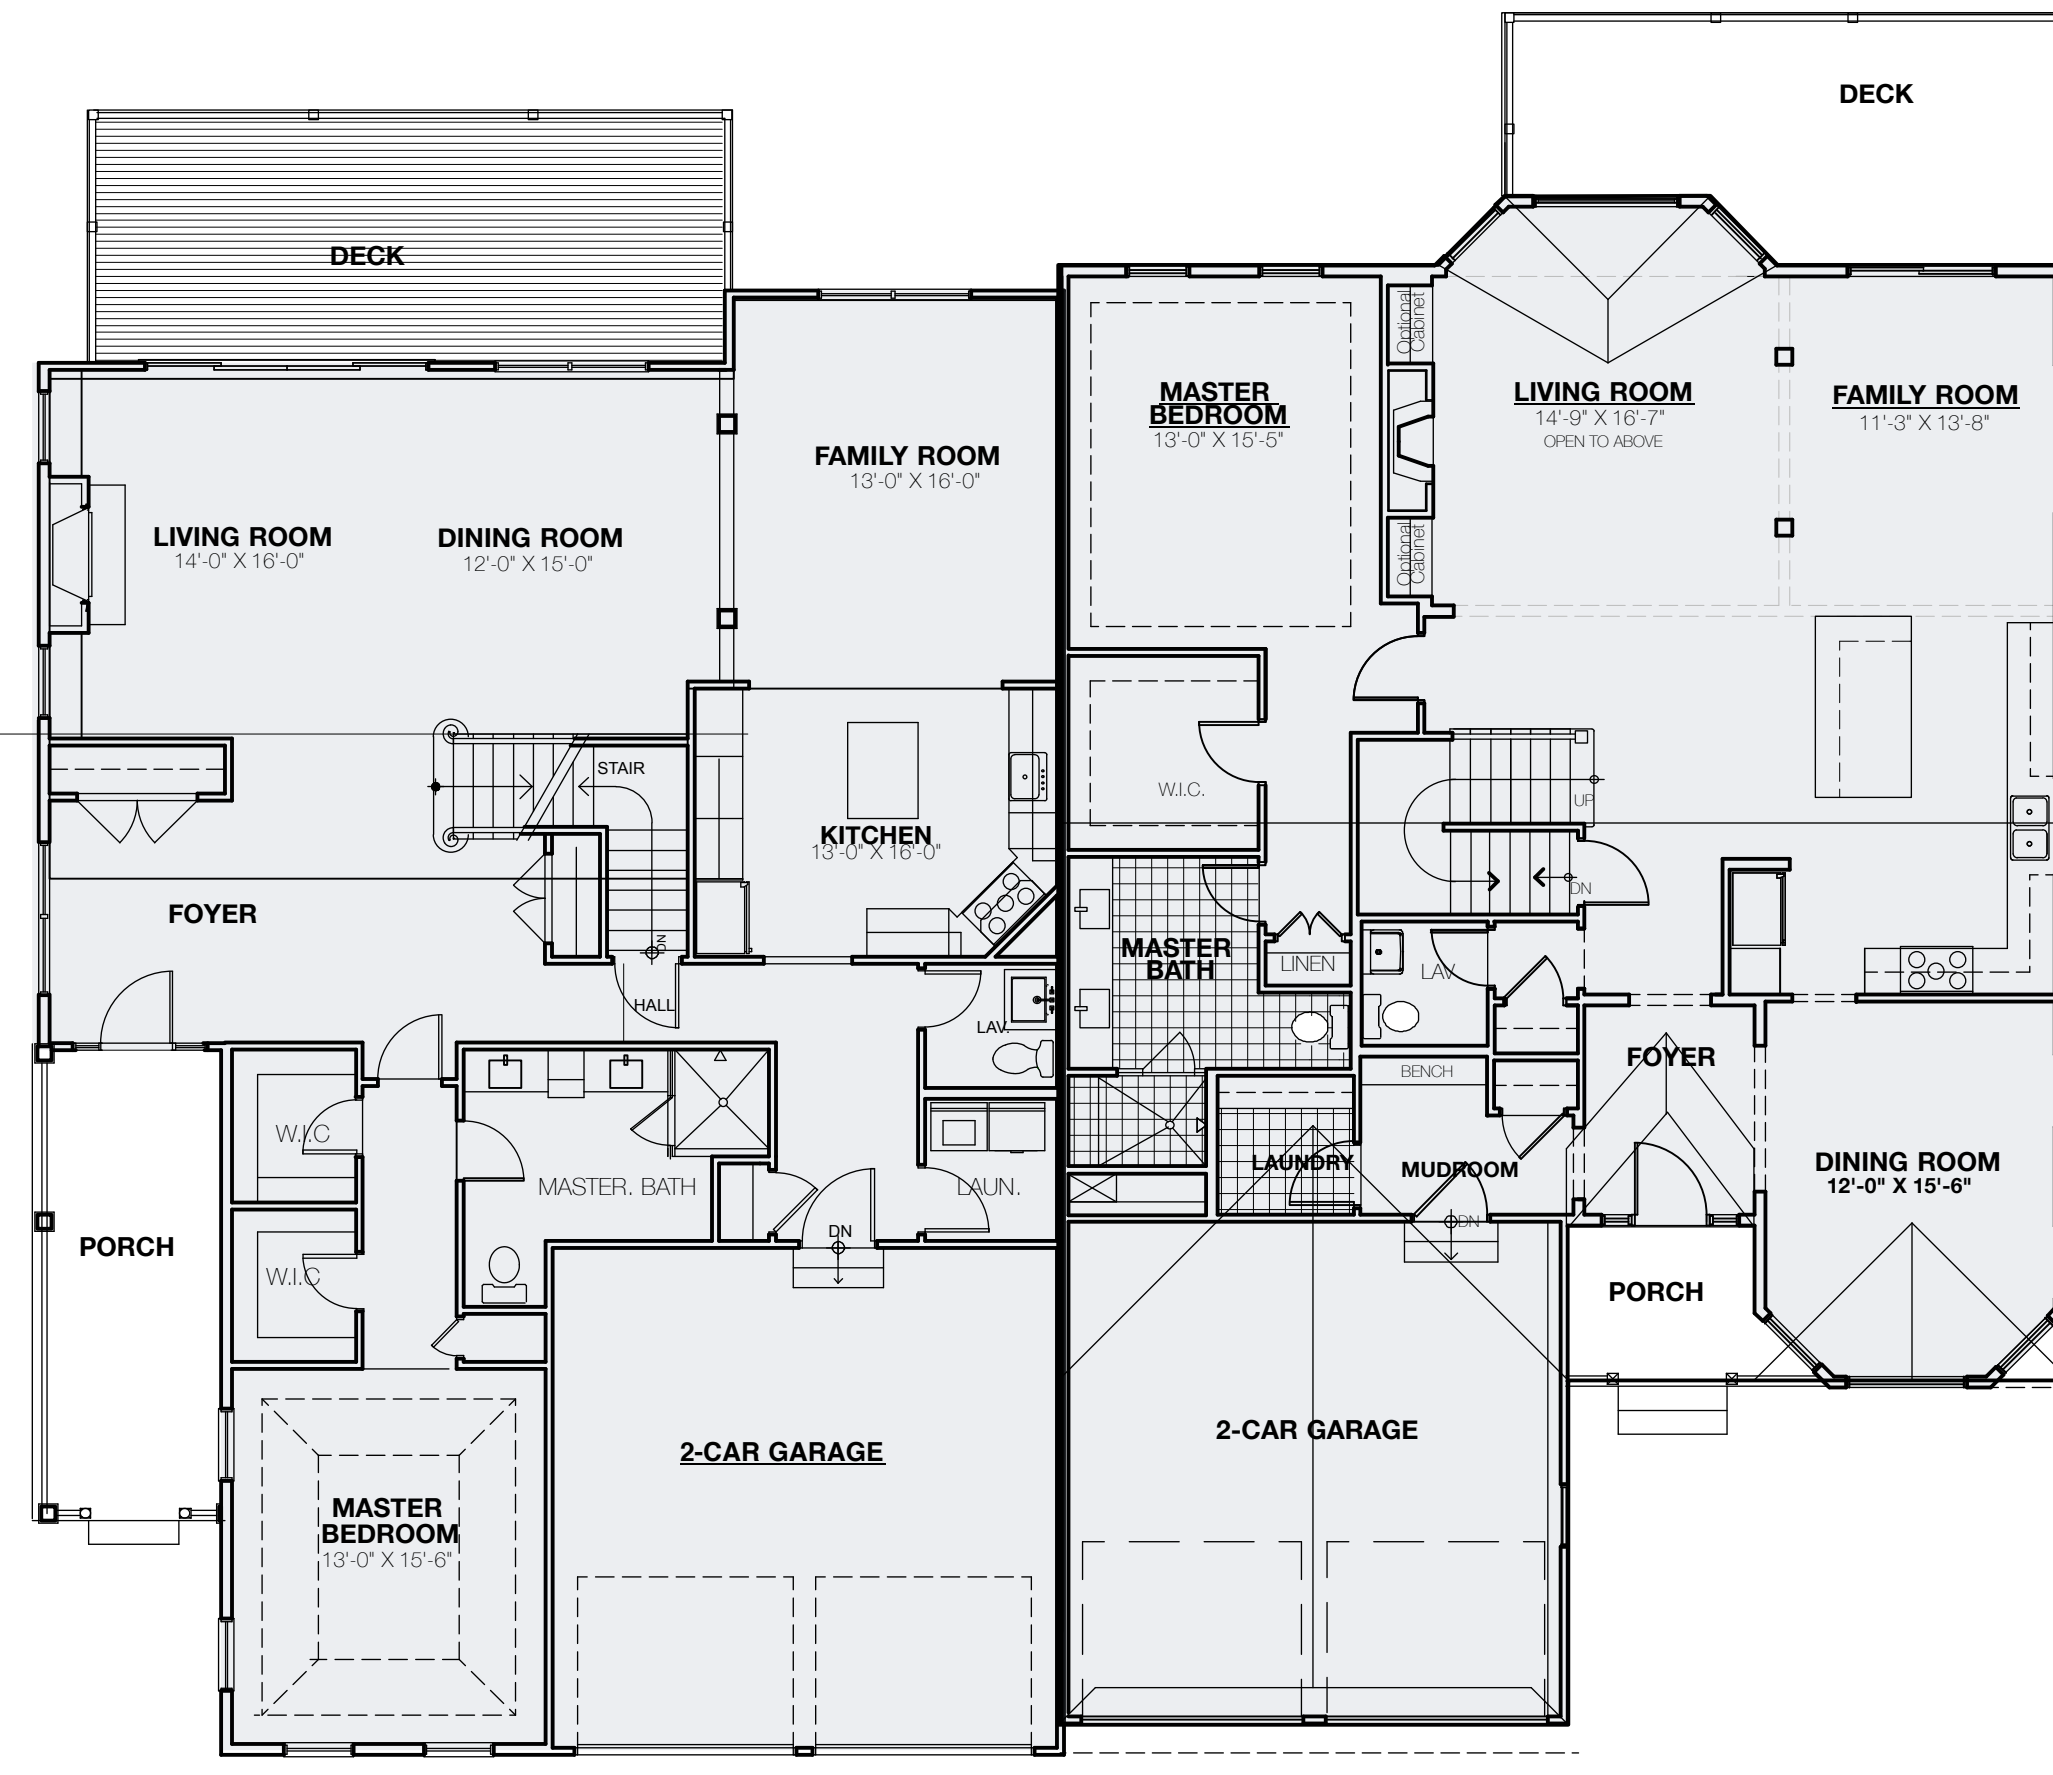 DECK
DECK
MASTER
BEDROOM
13'-0" X 15'-5"
Optional
Cabinet
LIVING ROOM
14'-9" X 16'-7"
OPEN TO ABOVE
FAMILY ROOM
11'-3" X 13'-8"
FAMILY ROOM
13'-0" X 16'-0"
LIVING ROOM
14'-0" X 16'-0"
DINING ROOM
12'-0" X 15'-0"
Optional
Cabinet
STAIR
W.I.C.
UP
KITCHEN
13'-0" X 16'-0"
DN
FOYER
DN
MASTER
BATH
LINEN
LAV
HALL
LAV.
FOYER
BENCH
W.I.C
MASTER. BATH
LAUN.
LAUNDRY
MUDROOM
DINING ROOM
12'-0" X 15'-6"
DN
DN
PORCH
W.I.C
PORCH
2-CAR GARAGE
2-CAR GARAGE
MASTER
BEDROOM
13'-0" X 15'-6"